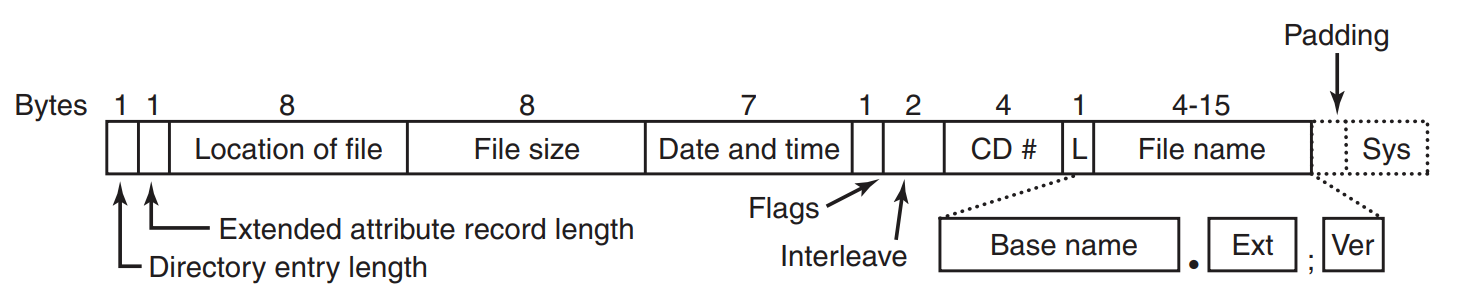 Padding
Bytes 1 1 8 8 7 1 2 4 1 4-15
Location of file File size Date and time CD # L File name Sys
Flags
Extended attribute record length
Interleave
Base name . Ext ; Ver
Directory entry length